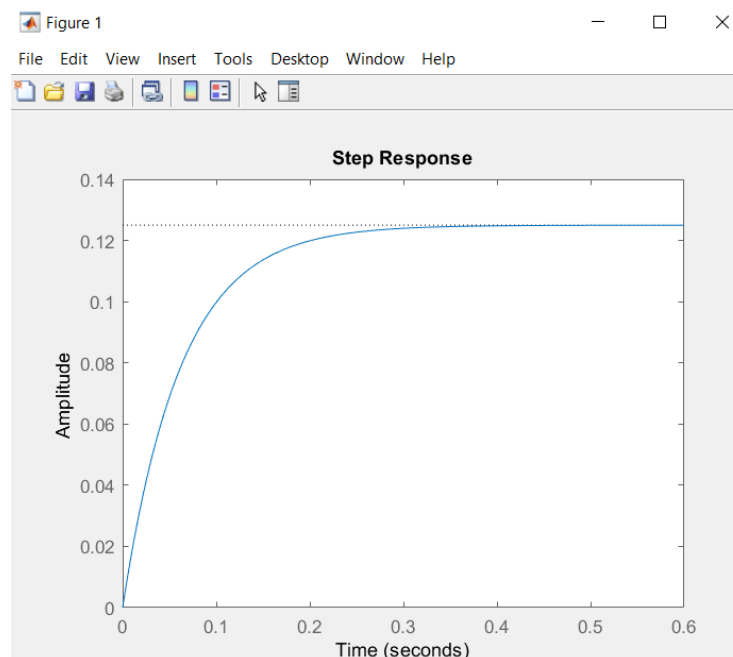 Figure 1
File Edit View Insert Tools Desktop Window Help
Step Response
0.14
0.12
0.1
0.08
0.06
0.04
0.02
0
Amplitude
0 0.1 0.2 0.3 0.4 0.5 0.6
Time (seconds)